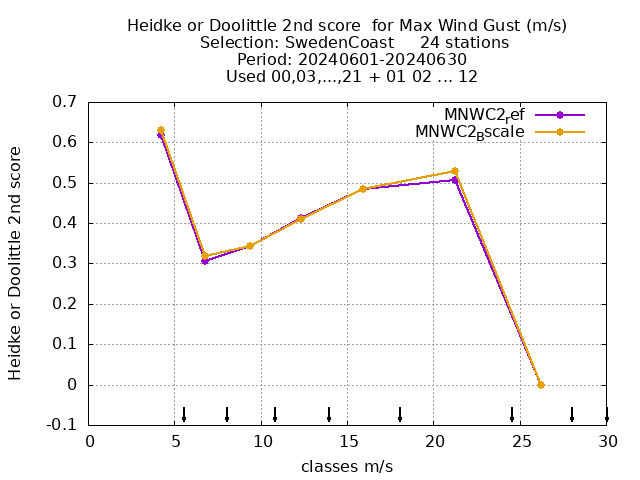 Heidke or Doolittle 2nd score  for Max Wind Gust (m/s)
Selection: SwedenCoast     24 stations
Period: 20240601-20240630
Used 00,03,...,21 + 01 02 ... 12
MNWC2_ref
MNWC2_Bscale
0.7
0.6
0.5
0.4
0.3
0.2
0.1
0
-0.1
Heidke or Doolittle 2nd score
0 5 10 15 20 25 30
classes m/s